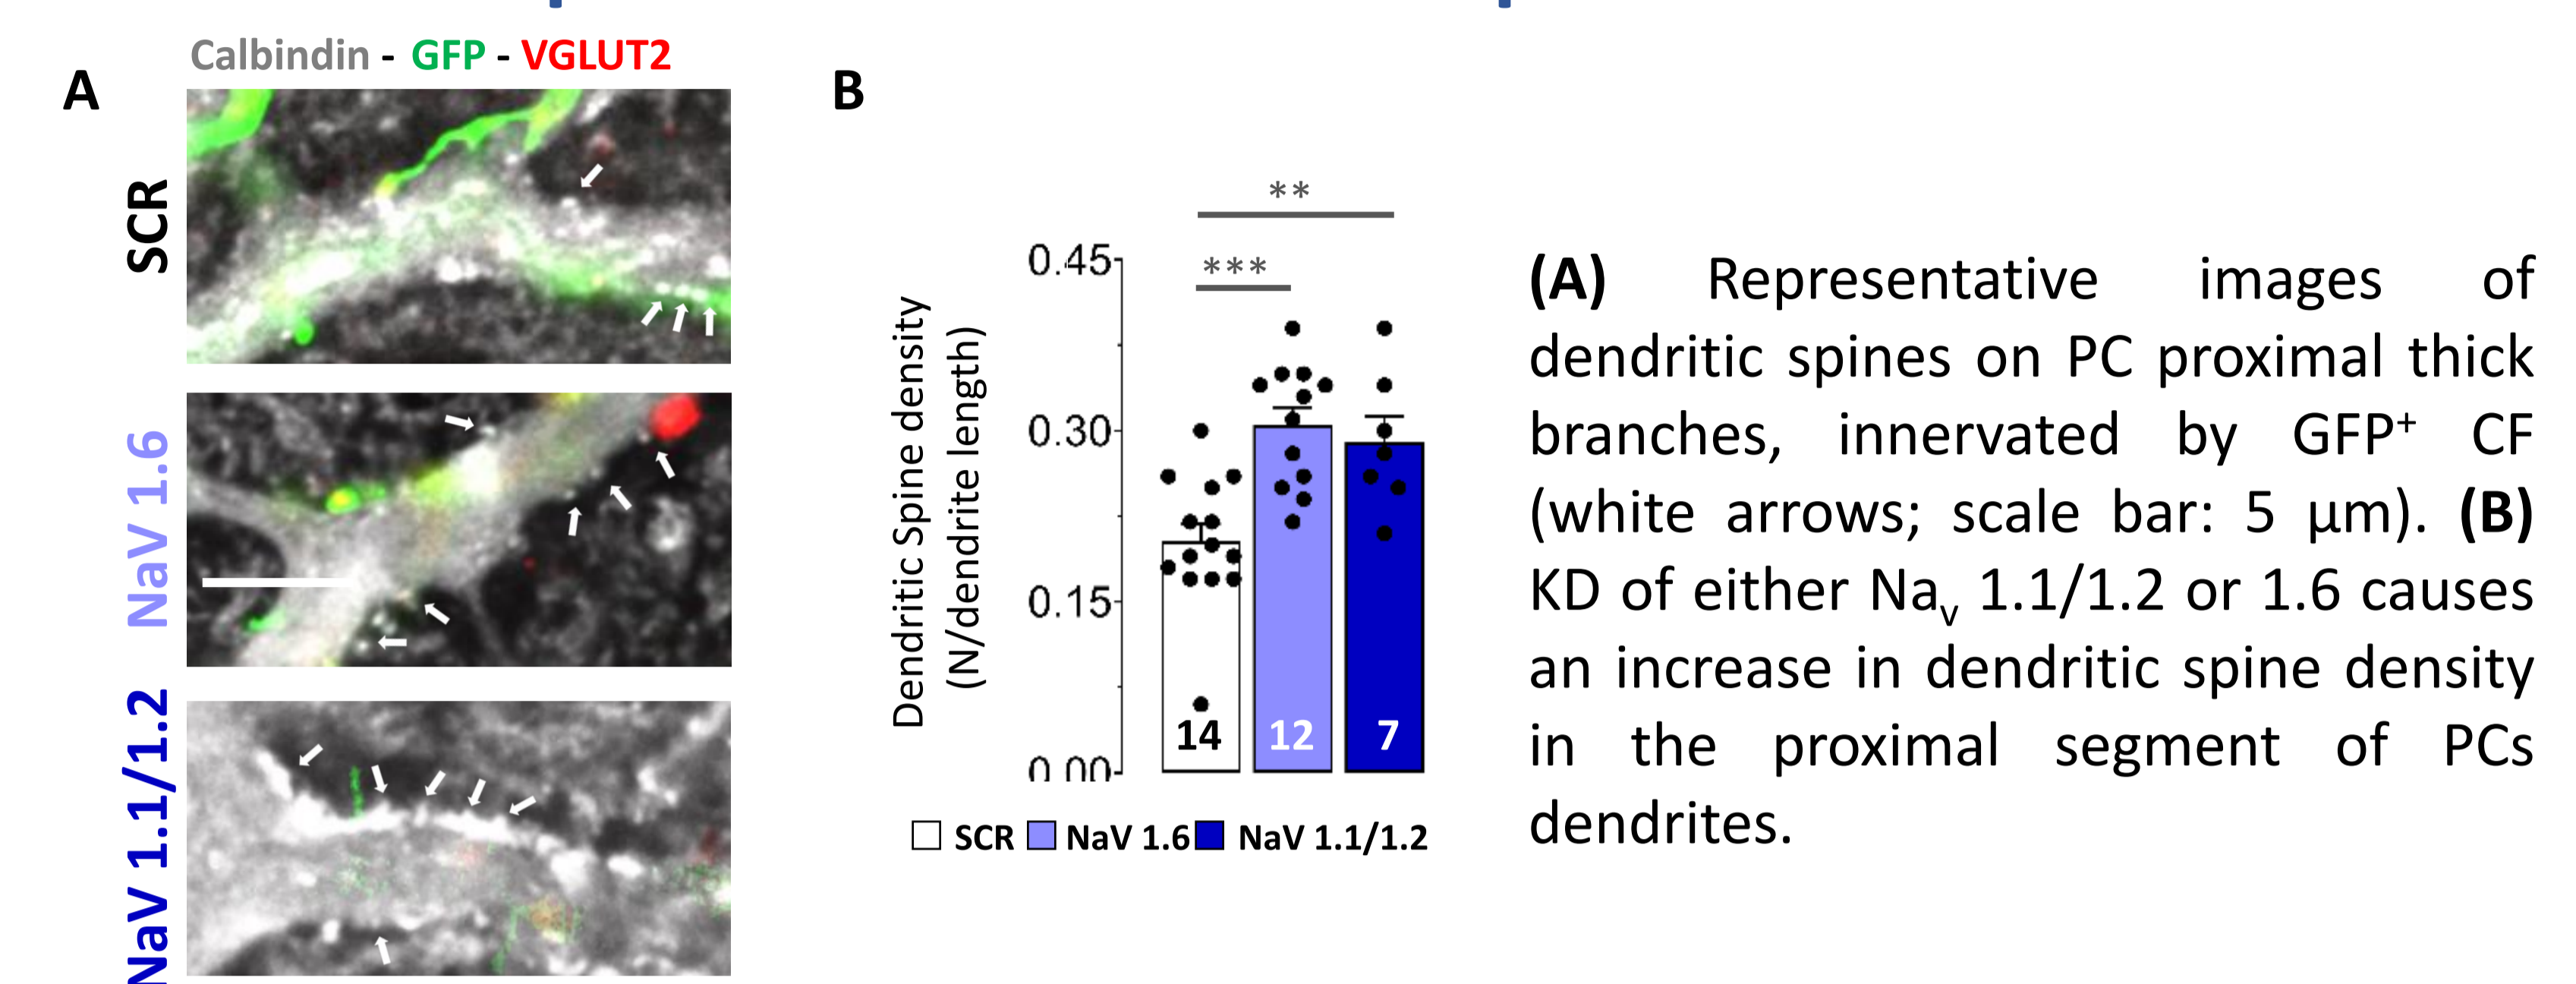 Calbindin - GFP - VGLUT2
A
SCR
NaV 1.6
NaV 1.1/1.2
B
**
***
Dendritic Spine density
(N/dendrite length)
0.45
0.30
0.15
0.00
14
12
7
SCR
NaV 1.6
NaV 1.1/1.2
(A) Representative images of
dendritic spines on PC proximal thick
branches, innervated by GFP⁺ CF
(white arrows; scale bar: 5 µm). (B)
KD of either Naᵥ 1.1/1.2 or 1.6 causes
an increase in dendritic spine density
in the proximal segment of PCs
dendrites.